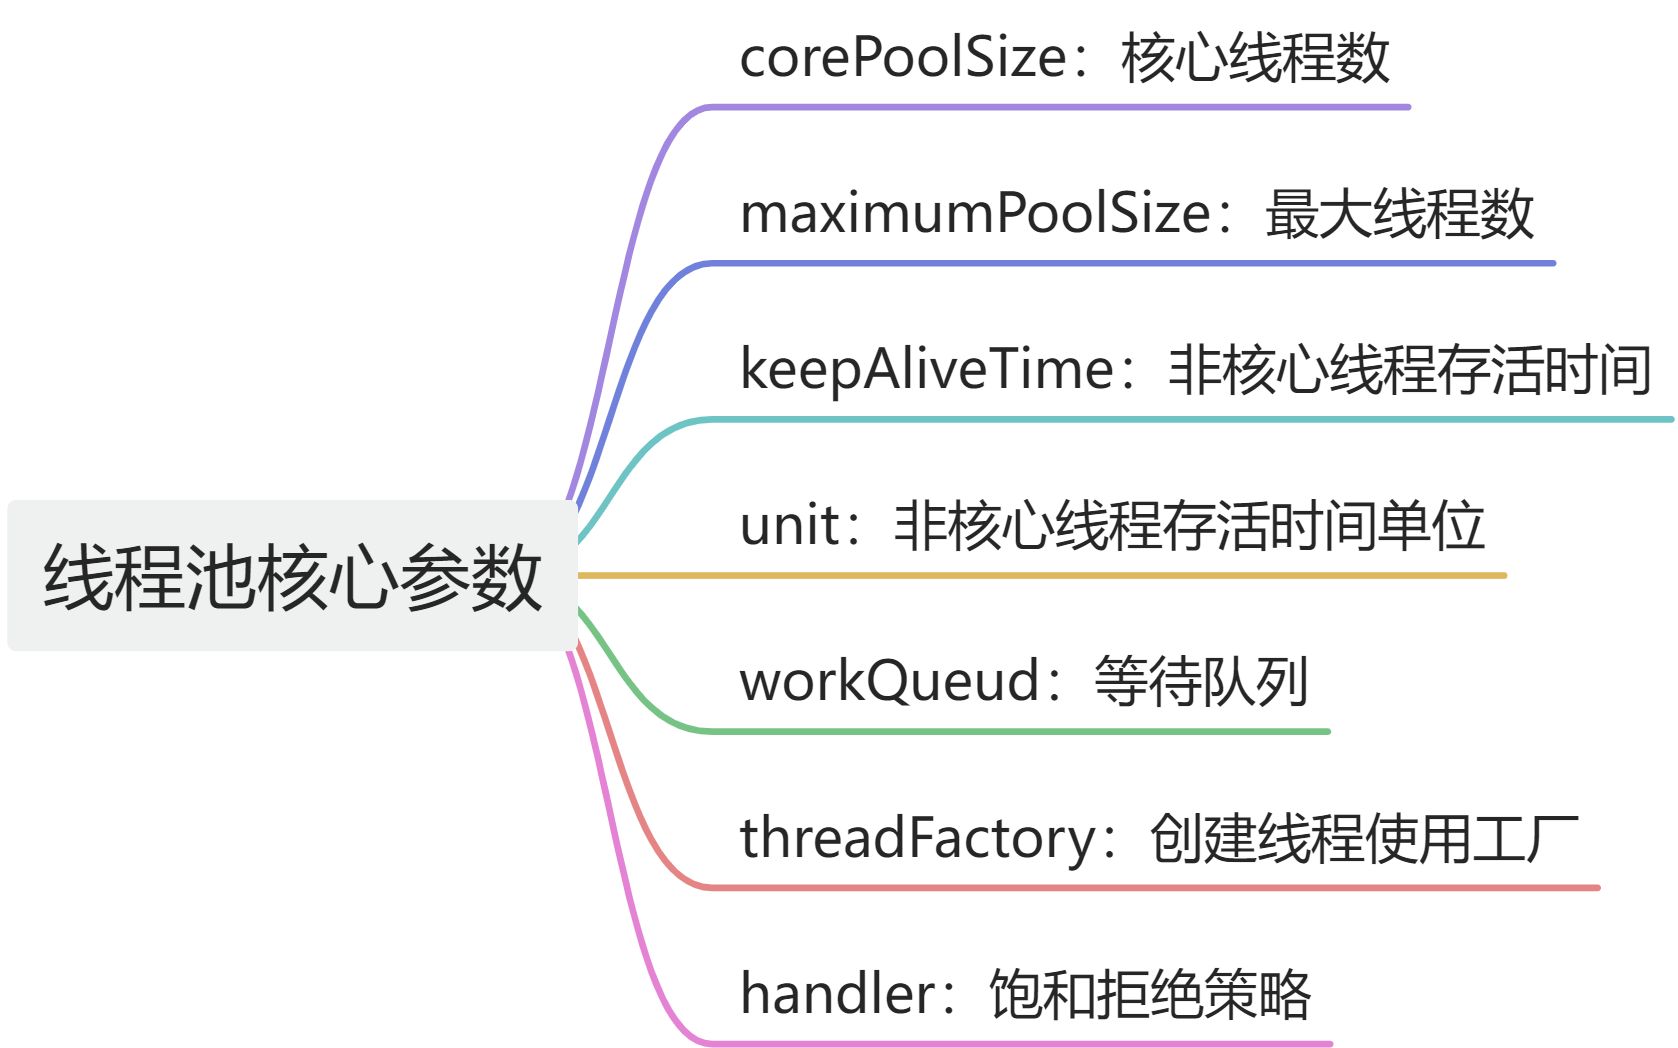 corePoolSize：核心线程数
maximumPoolSize：最大线程数
keepAliveTime：非核心线程存活时间
unit：非核心线程存活时间单位
线程池核心参数
workQueud：等待队列
threadFactory：创建线程使用工厂
handler：饱和拒绝策略